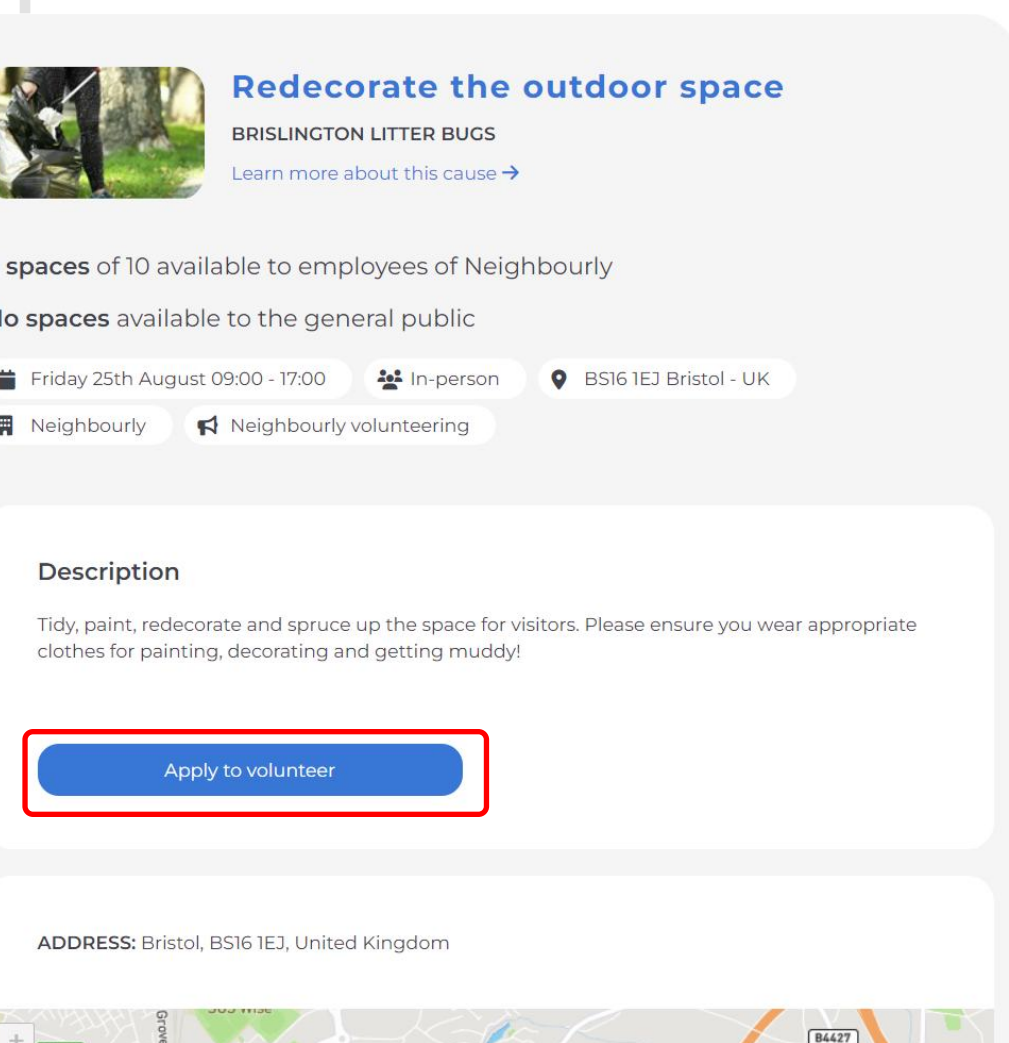 Redecorate the outdoor space
BRISLINGTON LITTER BUGS
Learn more about this cause →
spaces of 10 available to employees of Neighbourly
spaces available to the general public
Friday 25th August 09:00 - 17:00 In-person BS16 1EJ Bristol - UK
Neighbourly Neighbourly volunteering
Description
Tidy, paint, redecorate and spruce up the space for visitors. Please ensure you wear appropriate
clothes for painting, decorating and getting muddy!
Apply to volunteer
ADDRESS: Bristol, BS16 1EJ, United Kingdom
Grove
B4427